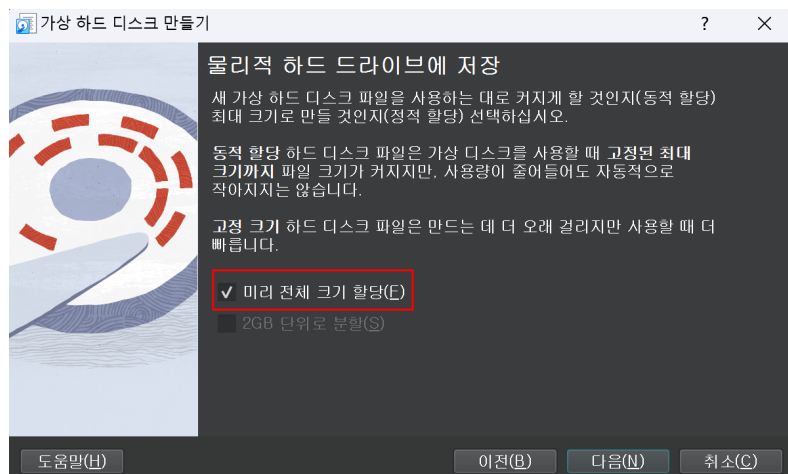 가상 하드 디스크 만들기
?
×
물리적 하드 드라이브에 저장
새 가상 하드 디스크 파일을 사용하는 대로 커지게 할 것인지(동적 할당)
최대 크기로 만들 것인지(정적 할당) 선택하십시오.
동적 할당 하드 디스크 파일은 가상 디스크를 사용할 때 고정된 최대
크기까지 파일 크기가 커지지만, 사용량이 줄어들어도 자동적으로
작아지지는 않습니다.
고정 크기 하드 디스크 파일은 만드는 데 더 오래 걸리지만 사용할 때 더
빠릅니다.
미리 전체 크기 할당(F)
2GB 단위로 분할(S)
도움말(H)
이전(B)
다음(N)
취소(C)